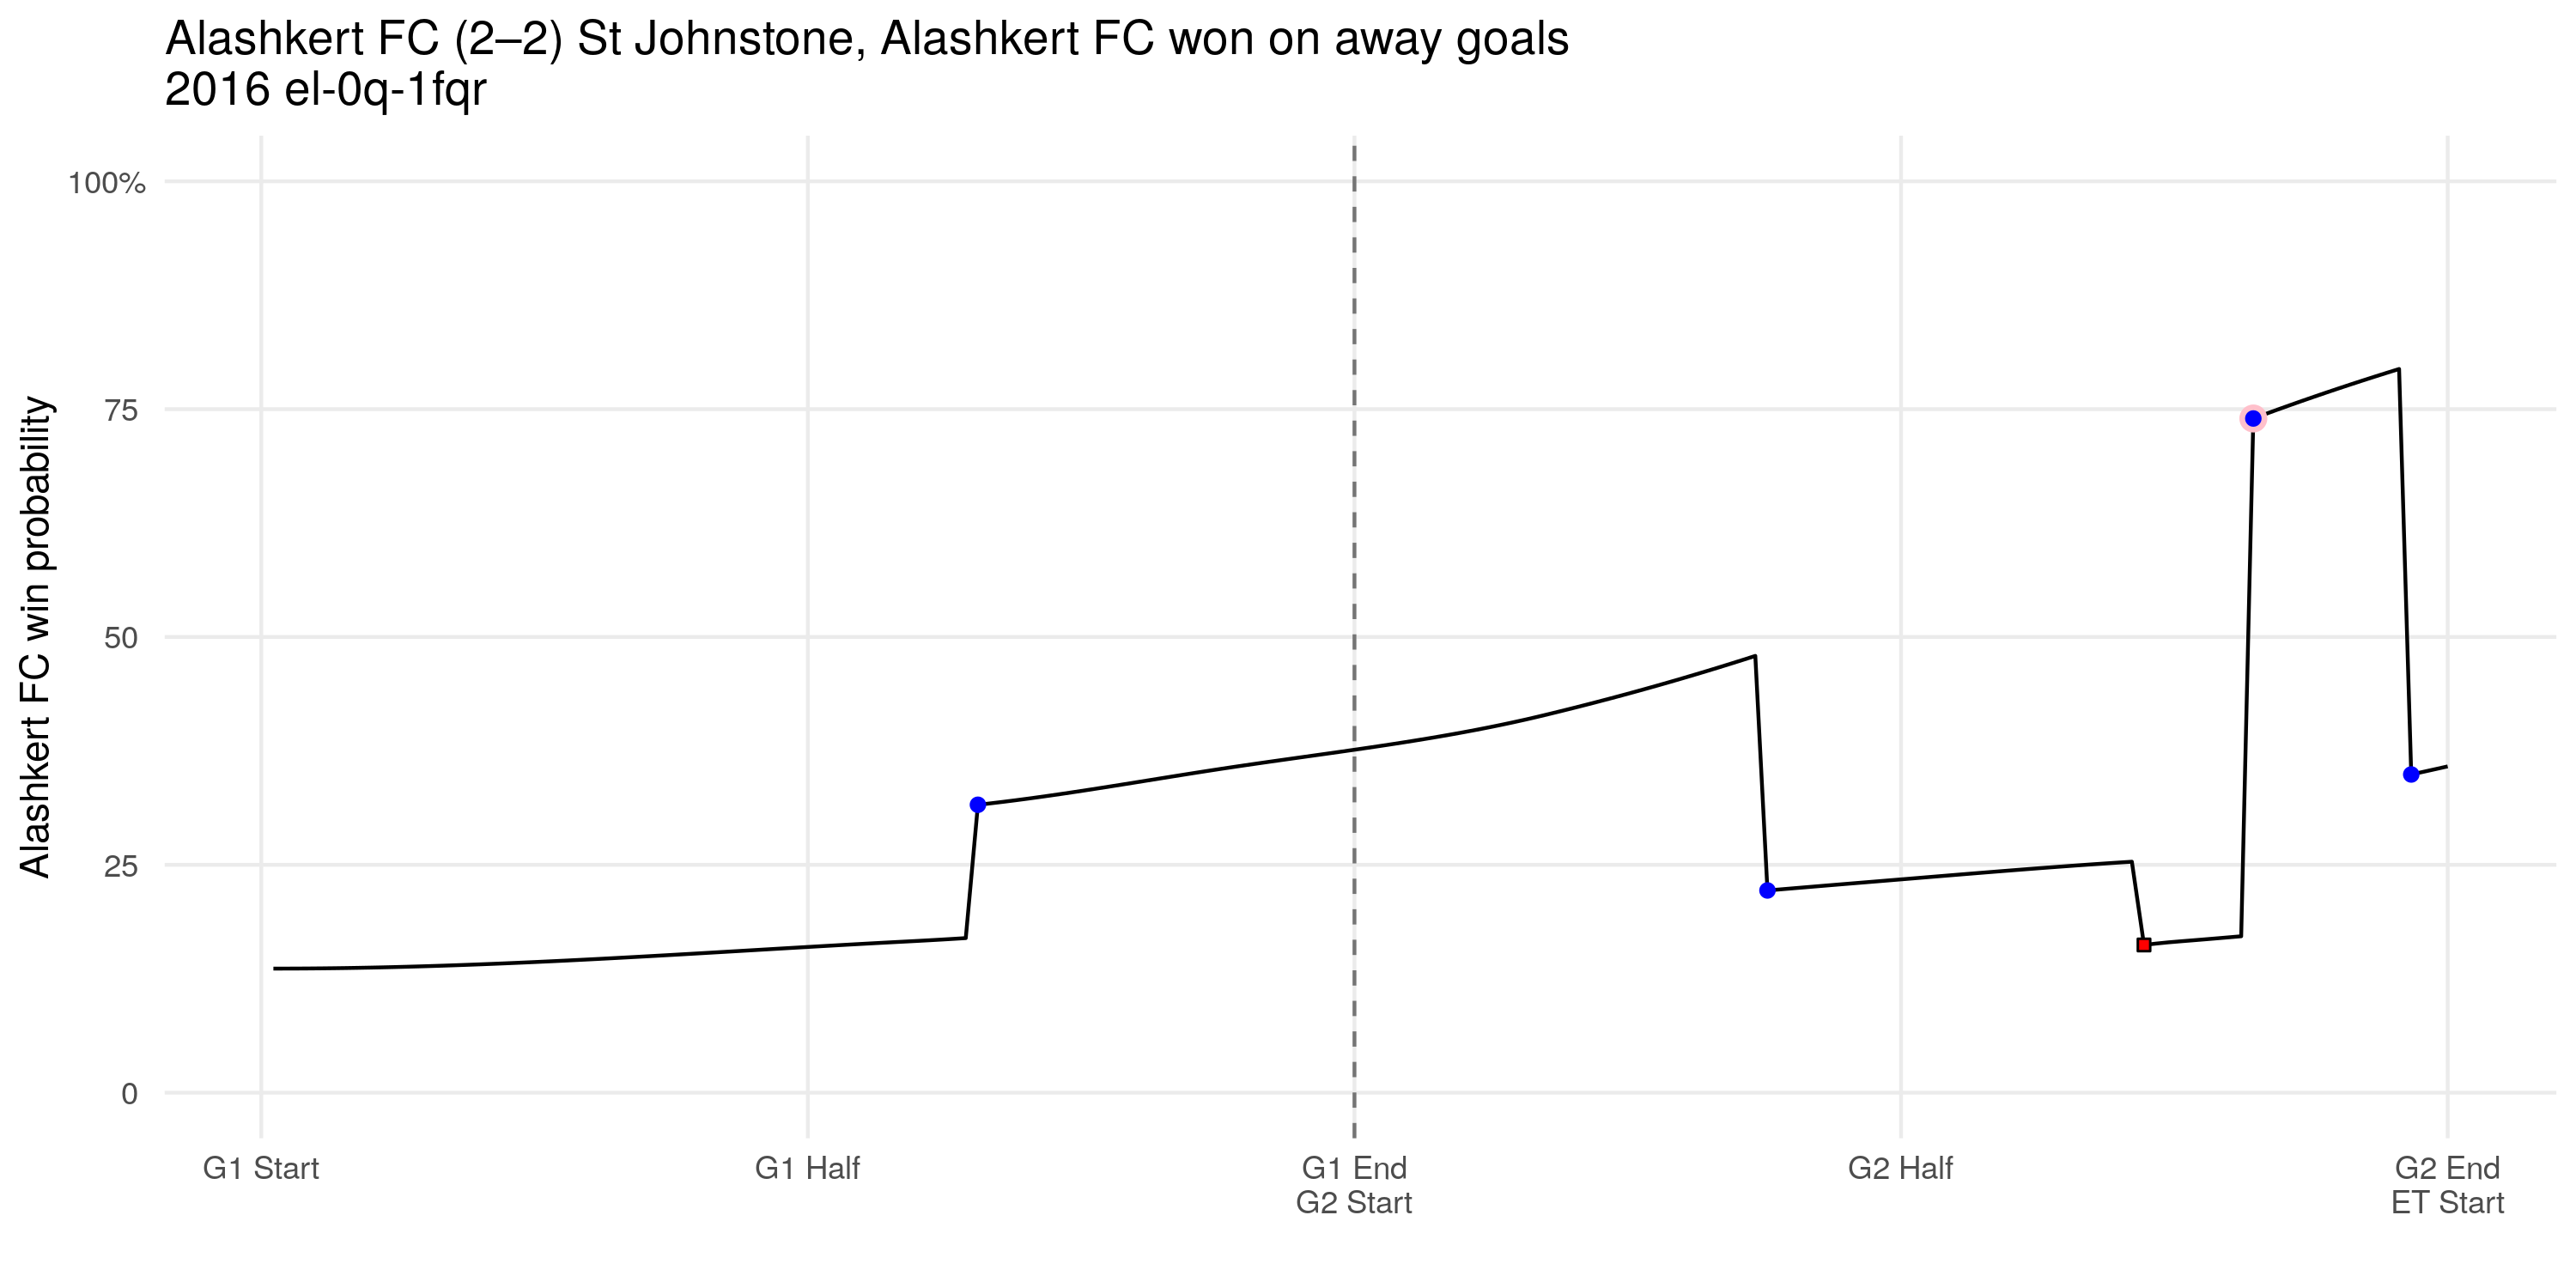 Alashkert FC (2–2) St Johnstone, Alashkert FC won on away goals
2016 el-0q-1fqr
Alashkert FC win probability
100%
75
50
25
0
G1 Start
G1 Half
G1 End
G2 Start
G2 Half
G2 End
ET Start